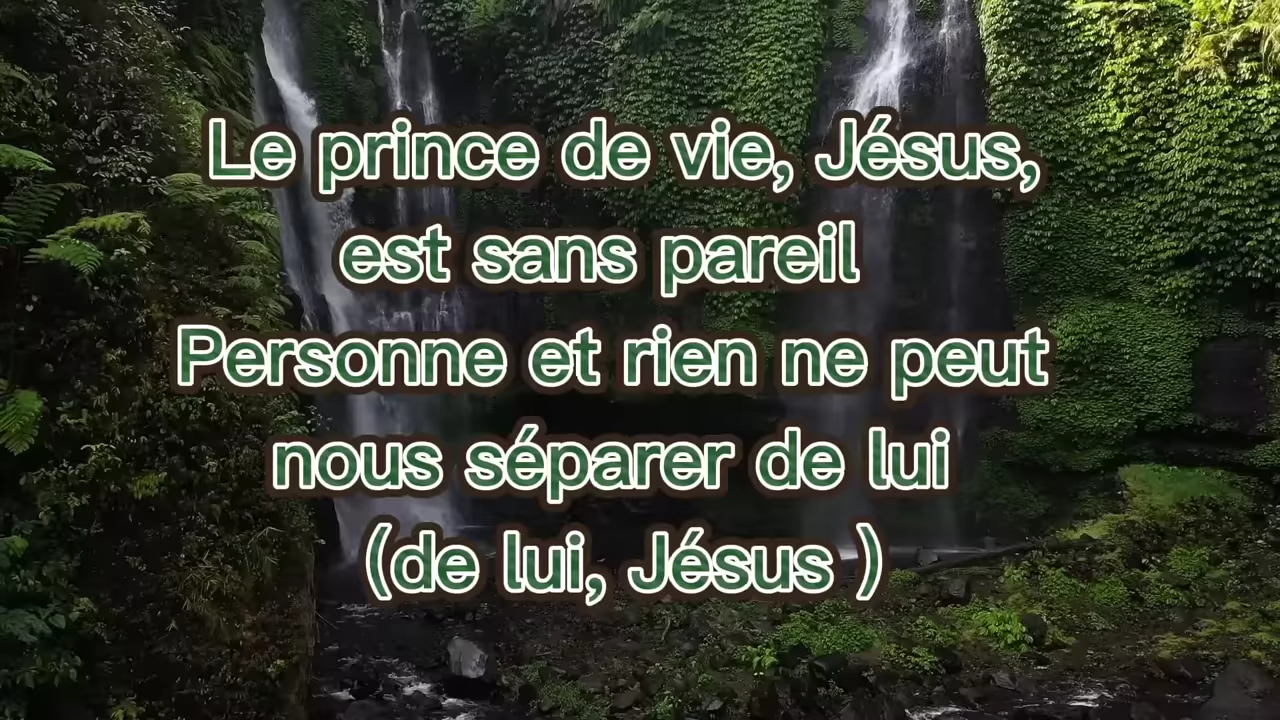 Le prince de vie, Jésus,
est sans pareil
Personne et rien ne peut
nous séparer de lui
(de lui, Jésus )